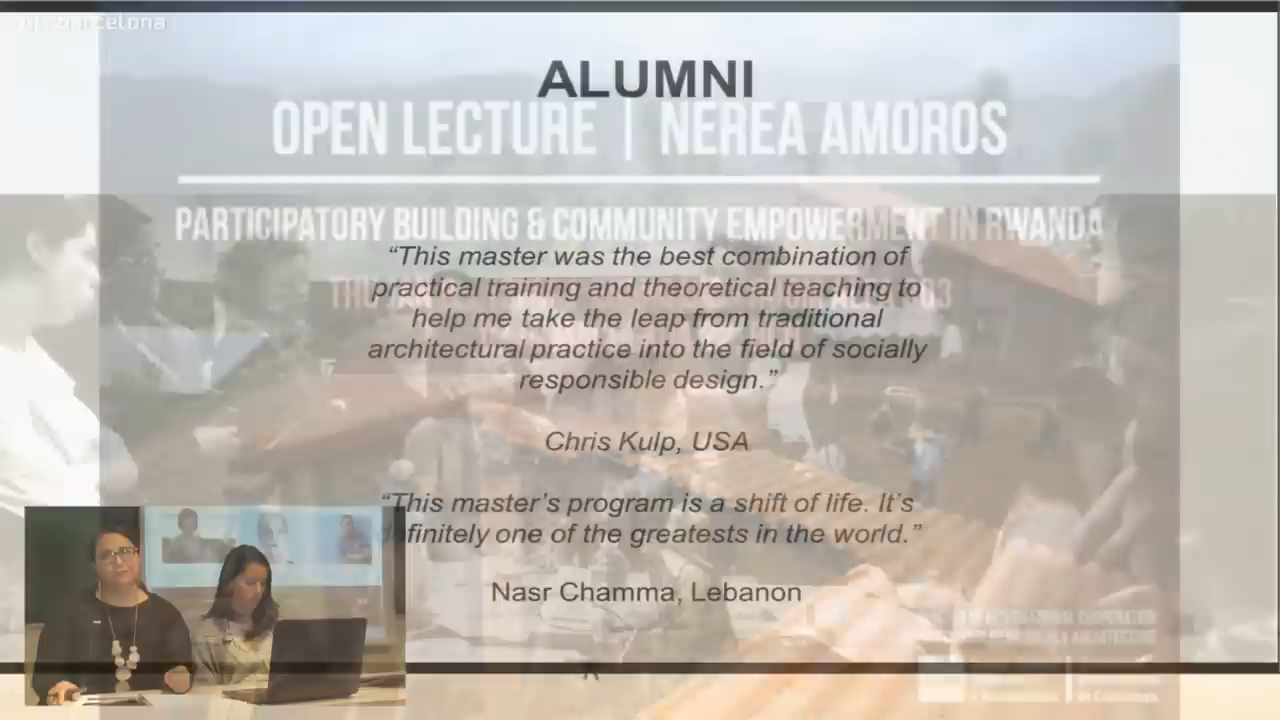 ALUMNI
OPEN LECTURE | NEREA AMOROS
PARTICIPATORY BUILDING & COMMUNITY EMPOWERMENT IN RWANDA
“This master was the best combination of
practical training and theoretical teaching to
help me take the leap from traditional
architectural practice into the field of socially
responsible design.”
Chris Kulp, USA
“This master’s program is a shift of life. It’s
finitely one of the greatests in the world.”
Nasr Chamma, Lebanon